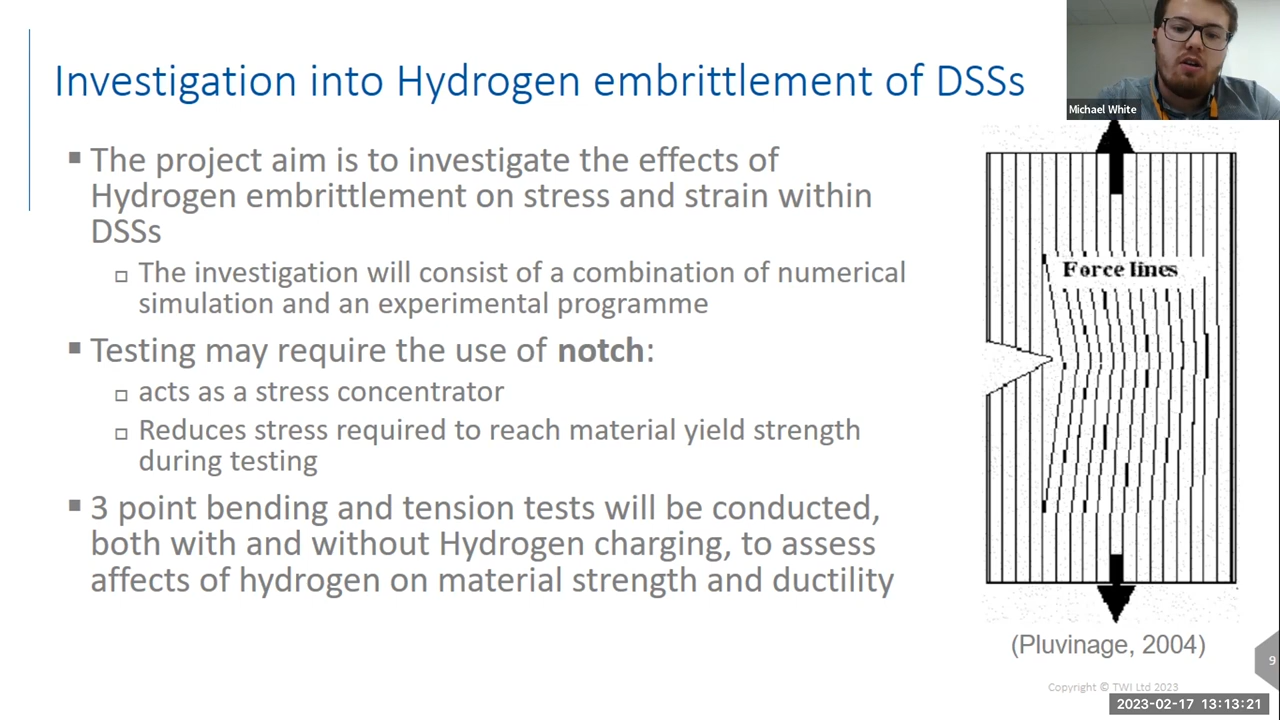 Investigation into Hydrogen embrittlement of DSSs
Michael White
▪ The project aim is to investigate the effects of
Hydrogen embrittlement on stress and strain within
DSSs
□ The investigation will consist of a combination of numerical
simulation and an experimental programme
▪ Testing may require the use of notch:
□ acts as a stress concentrator
□ Reduces stress required to reach material yield strength
during testing
▪ 3 point bending and tension tests will be conducted,
both with and without Hydrogen charging, to assess
affects of hydrogen on material strength and ductility
Force lines
(Pluvinage, 2004)
9
Copyright © TWI Ltd 2023
2023-02-17 13:13:21